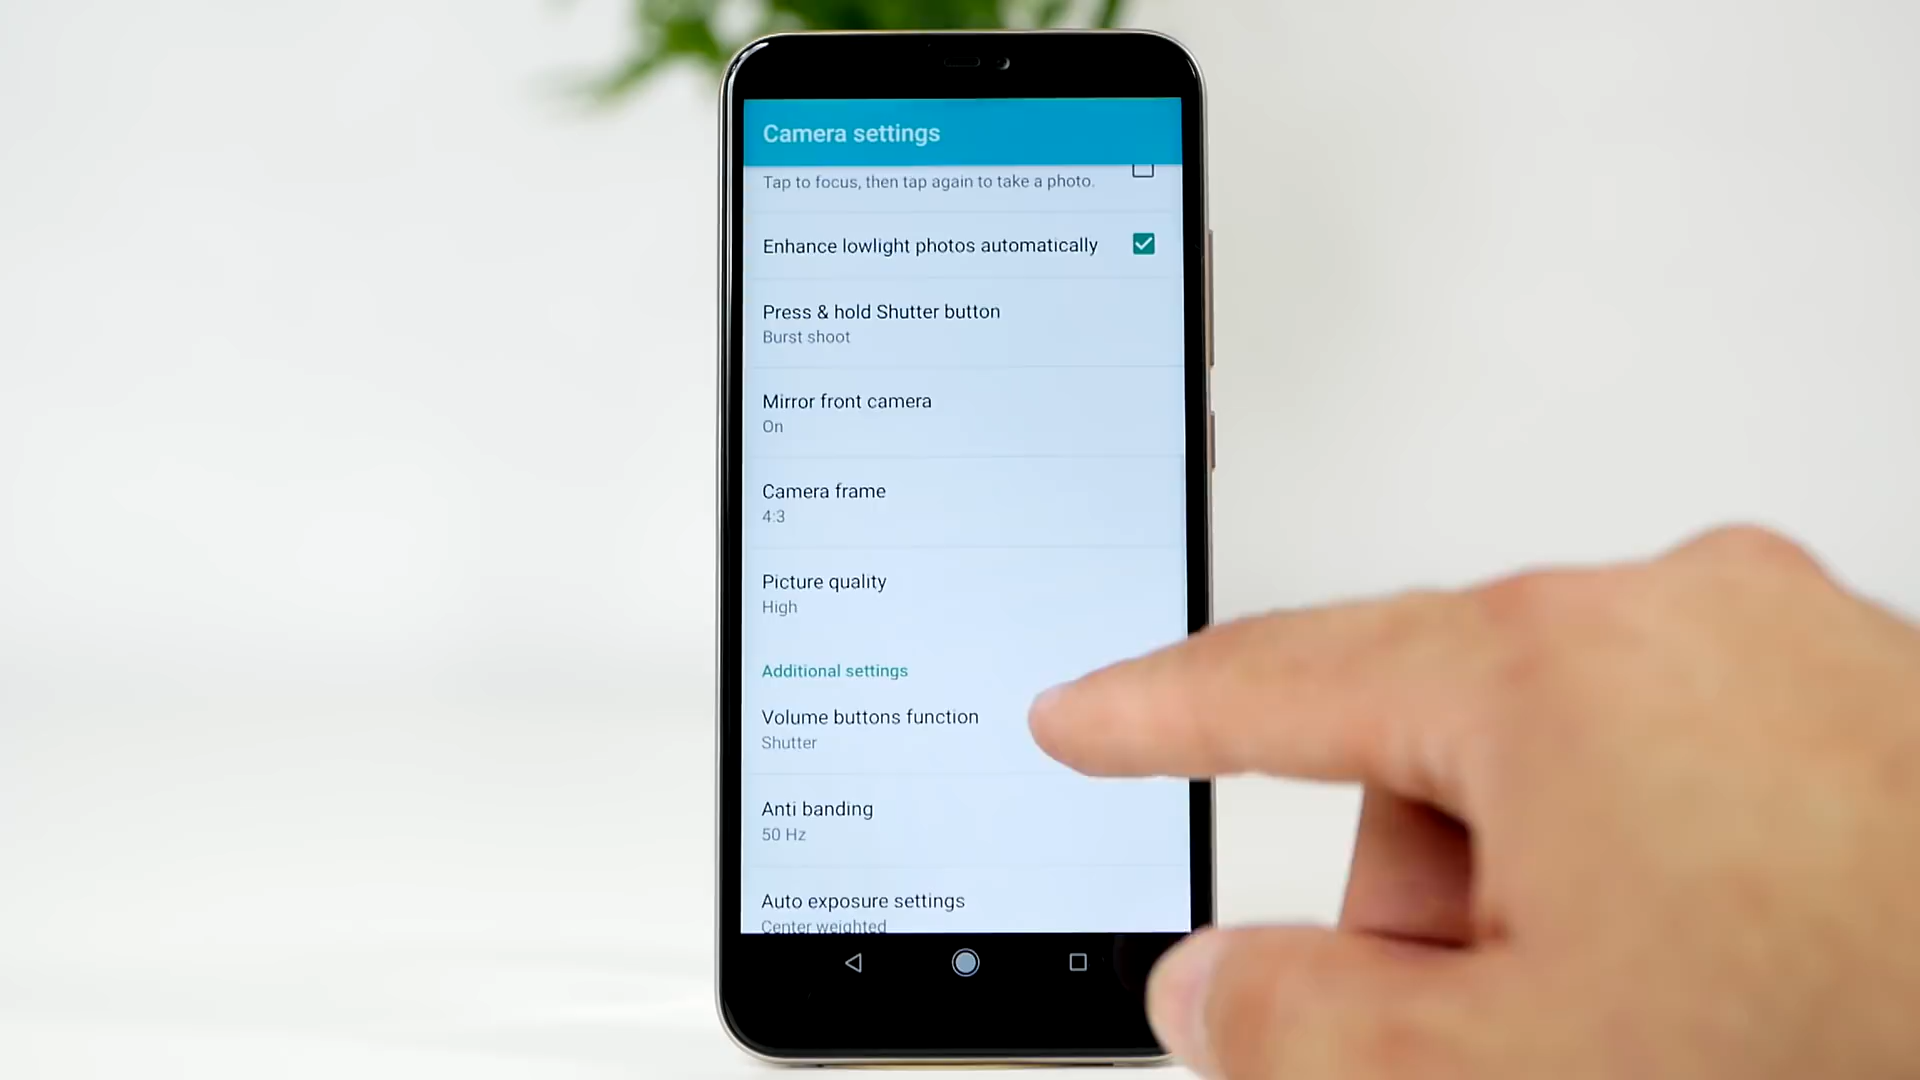 Camera settings
Tap to focus, then tap again to take a photo.
Enhance lowlight photos automatically
Press & hold Shutter button
Burst shoot
Mirror front camera
On
Camera frame
4:3
Picture quality
High
Additional settings
Volume buttons function
Shutter
Anti banding
50 Hz
Auto exposure settings
Center weighted